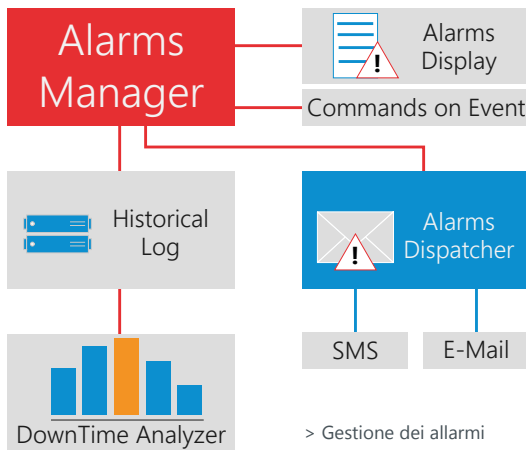 Alarms
Manager
Alarms
Display
!
Commands on Event
Historical
Log
Alarms
Dispatcher
!
SMS
E-Mail
DownTime Analyzer
> Gestione dei allarmi